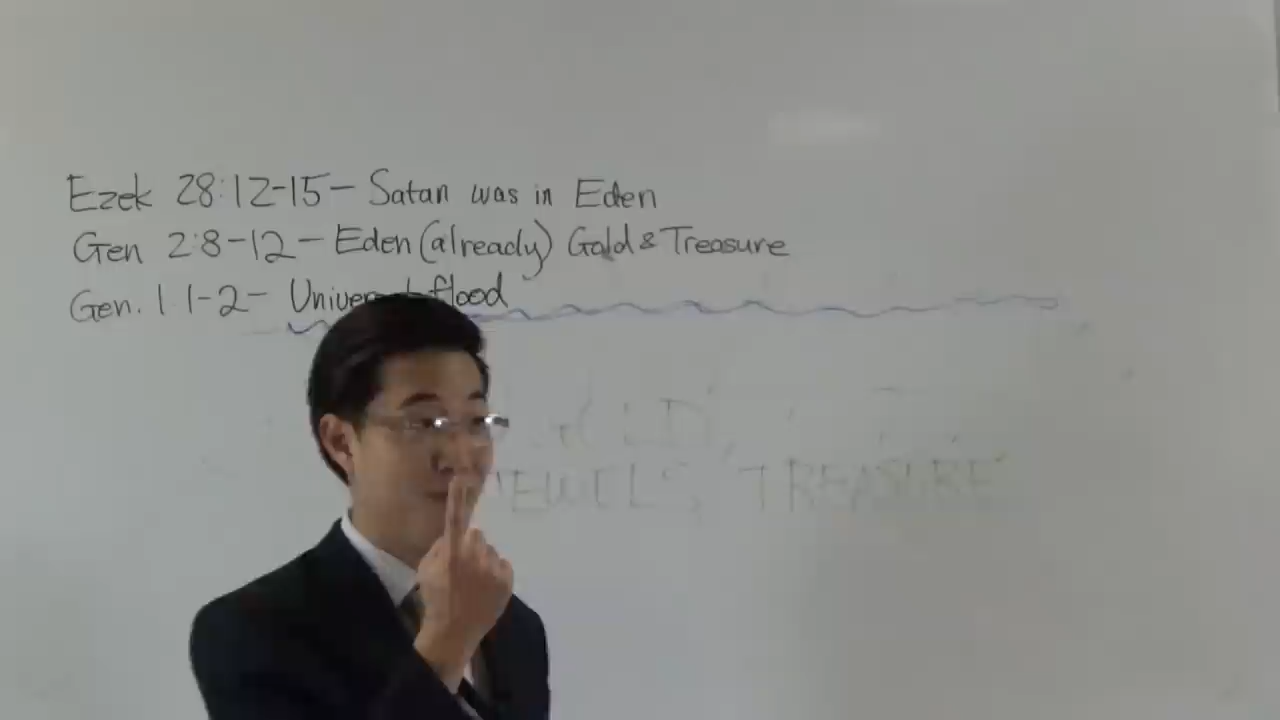 Ezek 28:12-15- Satan was in Eden
Gen 2:8-12- Eden (already) Gold & Treasure
Gen. 1 1-2- flood
TREASURE